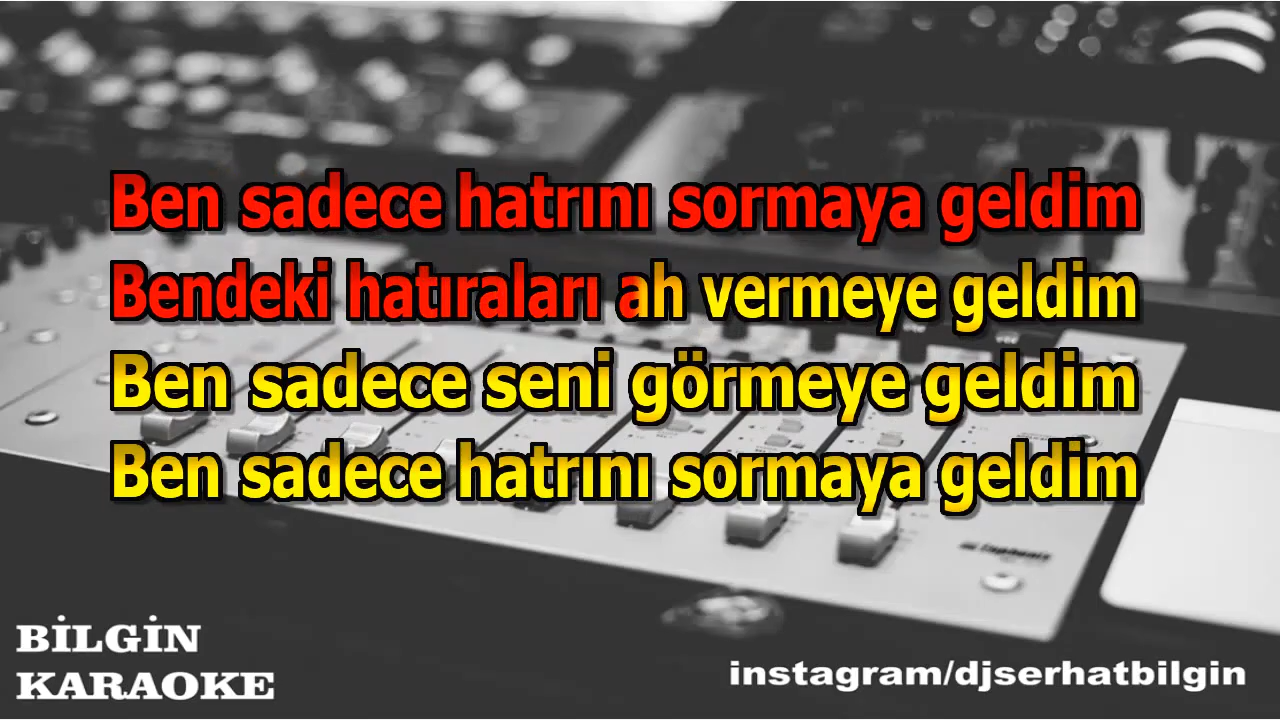 Ben sadece hatrını sormaya geldim
Bendeki hatıraları ah vermeye geldim
Ben sadece seni görmeye geldim
Ben sadece hatrını sormaya geldim
BİLGİN
KARAOKE
instagram/djserhatbilgin